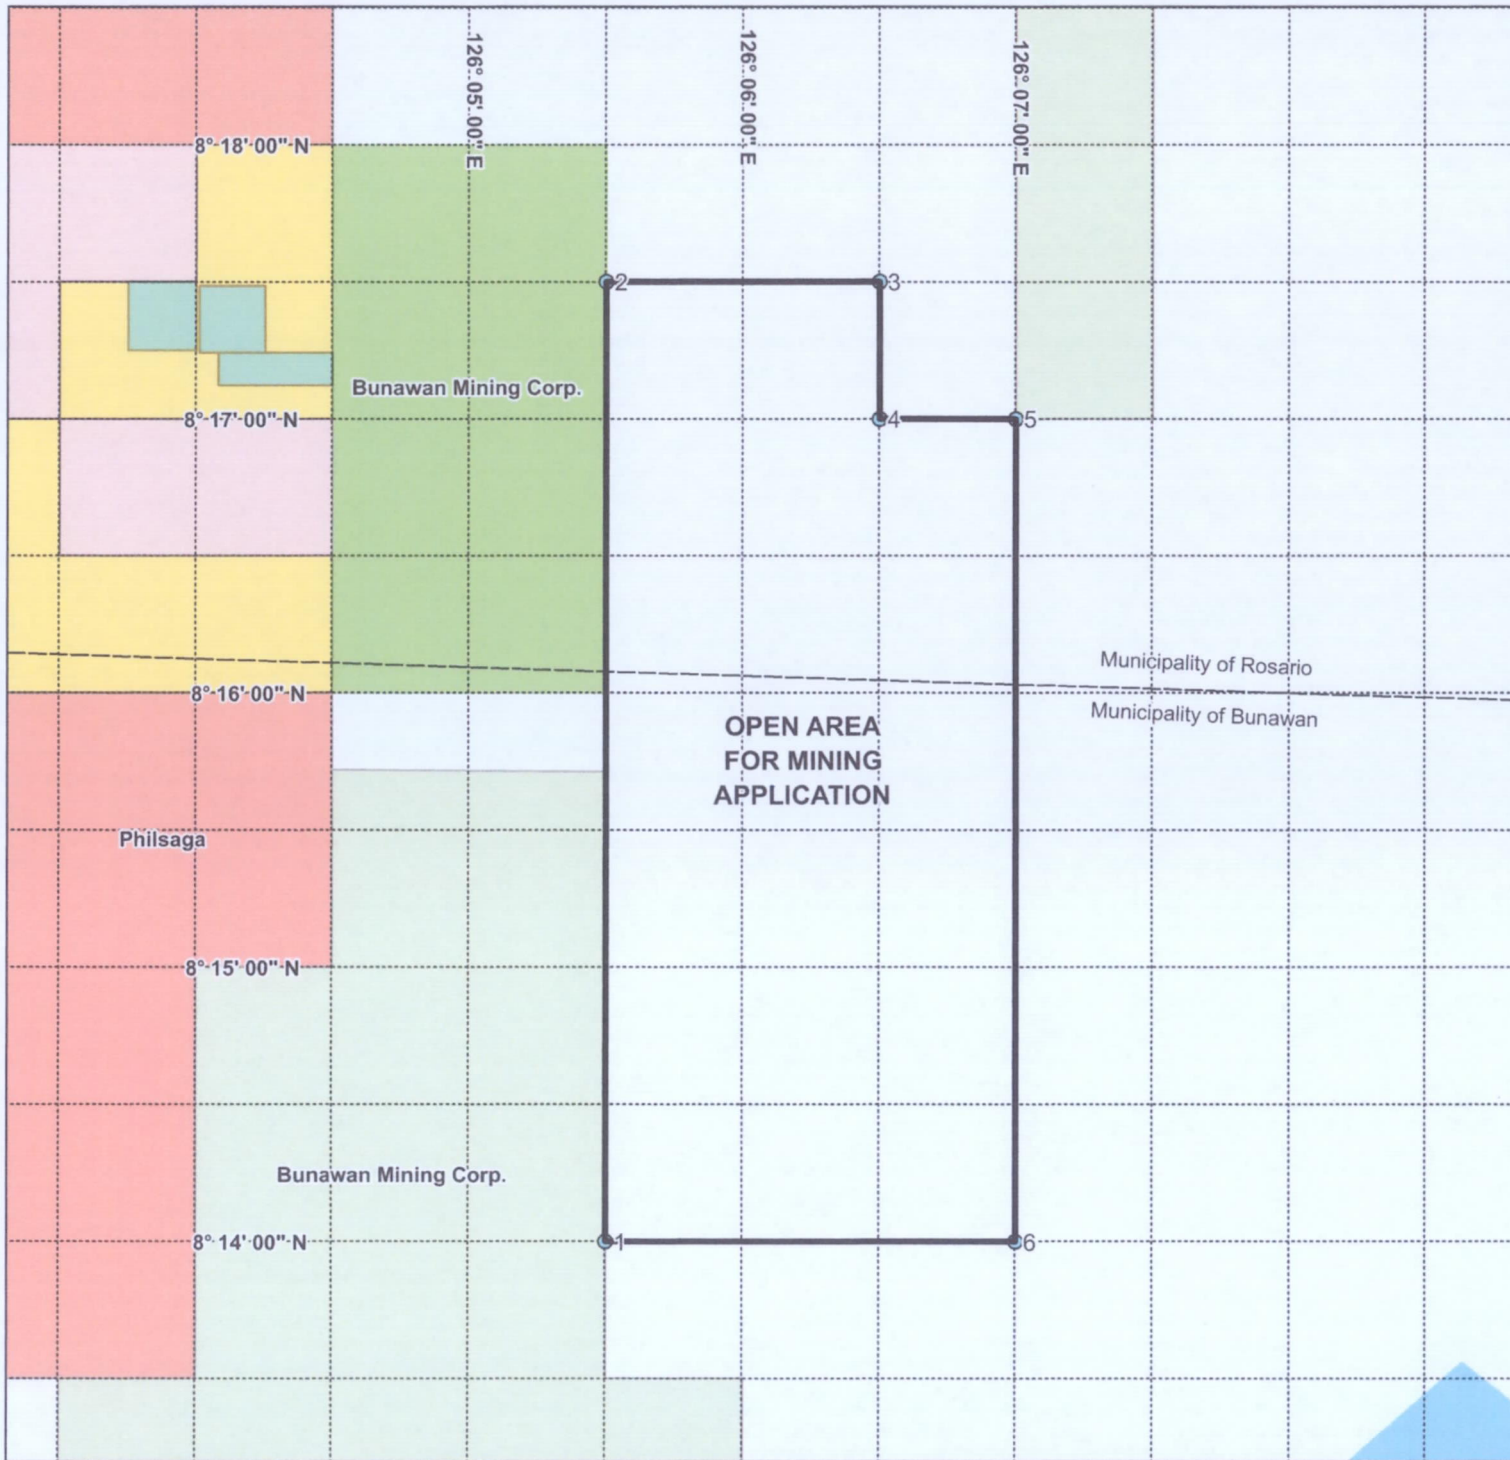 126° 05' 00" E
126° 06' 00" E
126° 07' 00" E
8° 18' 00" N
2
3
Bunawan Mining Corp.
8° 17' 00" N
4
5
Municipality of Rosario
8° 16' 00" N
Municipality of Bunawan
OPEN AREA
FOR MINING
APPLICATION
Philsaga
8° 15' 00" N
Bunawan Mining Corp.
8° 14' 00" N
1
6